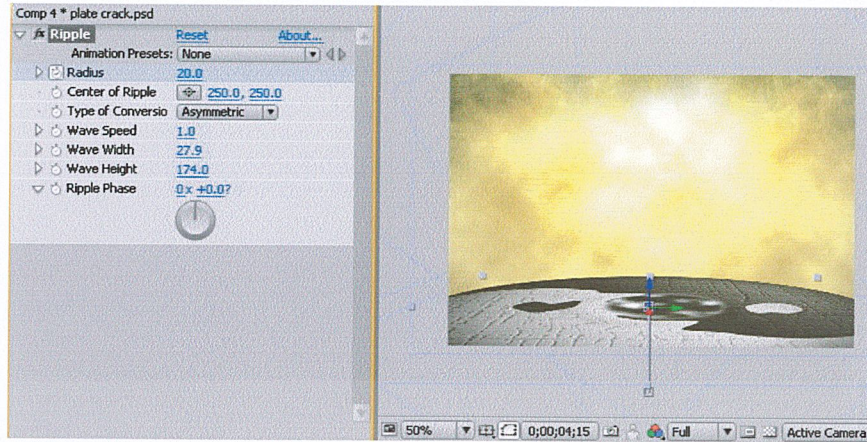 Comp 4 * plate crack.psd
fx Ripple Reset About...
Animation Presets: None
Radius 20.0
Center of Ripple 250.0, 250.0
Type of Conversio Asymmetric
Wave Speed 1.0
Wave Width 27.9
Wave Height 174.0
Ripple Phase 0 x +0.0?
50% 0;00;04;15 Full Active Camera